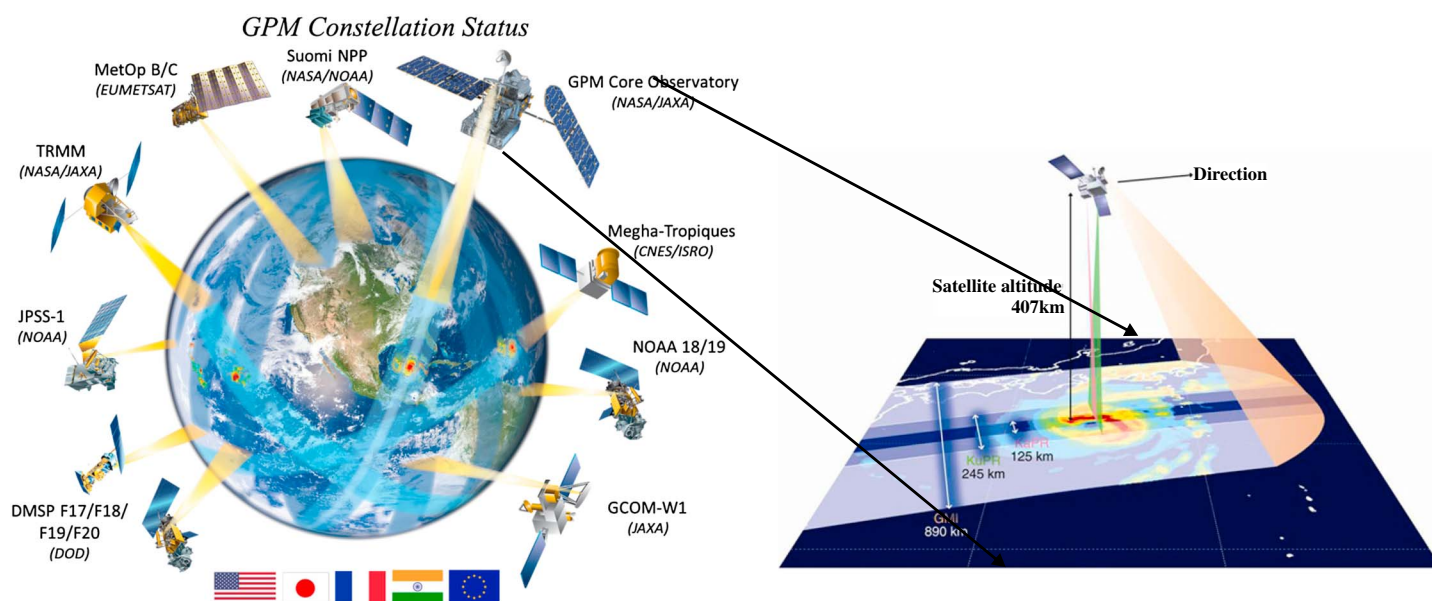 GPM Constellation Status
Suomi NPP
(NASA/NOAA)
MetOp B/C
(EUMETSAT)
GPM Core Observatory
(NASA/JAXA)
TRMM
(NASA/JAXA)
Megha-Tropiques
(CNES/ISRO)
JPSS-1
(NOAA)
NOAA 18/19
(NOAA)
DMSP F17/F18/
F19/F20
(DOD)
GCOM-W1
(JAXA)
Direction
Satellite altitude
407km
KaPR
125 km
KuPR
245 km
GMI
890 km